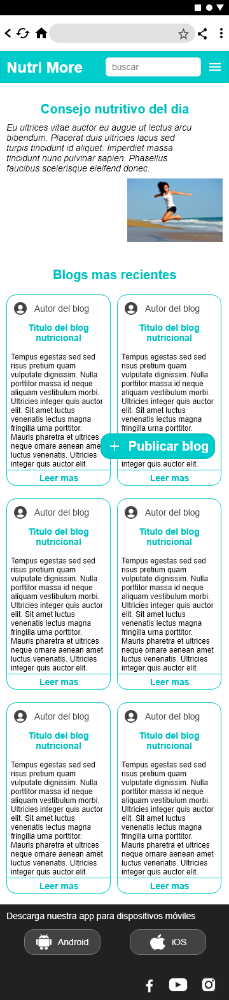 Nutri More
buscar
Consejo nutritivo del dia
Eu ultrices vitae auctor eu augue ut lectus arcu
bibendum. Placerat duis ultricies lacus sed
turpis tincidunt id aliquet. Imperdiet massa
tincidunt nunc pulvinar sapien. Phasellus
faucibus scelerisque eleifend donec.
Blogs mas recientes
Autor del blog
Titulo del blog
nutricional
Tempus egestas sed sed
risus pretium quam
vulputate dignissim. Nulla
porttitor massa id neque
aliquam vestibulum morbi.
Ultricies integer quis auctor
elit. Sit amet luctus
venenatis lectus magna
fringilla urna porttitor.
Mauris pharetra et ultrices
neque ornare aenean ame
luctus venenatis. Ultricies
integer quis auctor elit.
Leer mas
Autor del blog
Titulo del blog
nutricional
Tempus egestas sed sed
risus pretium quam
vulputate dignissim. Nulla
porttitor massa id neque
aliquam vestibulum morbi.
Ultricies integer quis auctor
elit. Sit amet luctus
venenatis lectus magna
fringilla urna porttitor.
Publicar blog
integer quis auctor elit.
Leer mas
Autor del blog
Titulo del blog
nutricional
Tempus egestas sed sed
risus pretium quam
vulputate dignissim. Nulla
porttitor massa id neque
aliquam vestibulum morbi.
Ultricies integer quis auctor
elit. Sit amet luctus
venenatis lectus magna
fringilla urna porttitor.
Mauris pharetra et ultrices
neque ornare aenean amet
luctus venenatis. Ultricies
integer quis auctor elit.
Leer mas
Autor del blog
Titulo del blog
nutricional
Tempus egestas sed sed
risus pretium quam
vulputate dignissim. Nulla
porttitor massa id neque
aliquam vestibulum morbi.
Ultricies integer quis auctor
elit. Sit amet luctus
venenatis lectus magna
fringilla urna porttitor.
Mauris pharetra et ultrices
neque ornare aenean amet
luctus venenatis. Ultricies
integer quis auctor elit.
Leer mas
Autor del blog
Titulo del blog
nutricional
Tempus egestas sed sed
risus pretium quam
vulputate dignissim. Nulla
porttitor massa id neque
aliquam vestibulum morbi.
Ultricies integer quis auctor
elit. Sit amet luctus
venenatis lectus magna
fringilla urna porttitor.
Mauris pharetra et ultrices
neque ornare aenean amet
luctus venenatis. Ultricies
integer quis auctor elit.
Leer mas
Autor del blog
Titulo del blog
nutricional
Tempus egestas sed sed
risus pretium quam
vulputate dignissim. Nulla
porttitor massa id neque
aliquam vestibulum morbi.
Ultricies integer quis auctor
elit. Sit amet luctus
venenatis lectus magna
fringilla urna porttitor.
Mauris pharetra et ultrices
neque ornare aenean amet
luctus venenatis. Ultricies
integer quis auctor elit.
Leer mas
Descarga nuestra app para dispositivos móviles
Android
iOS